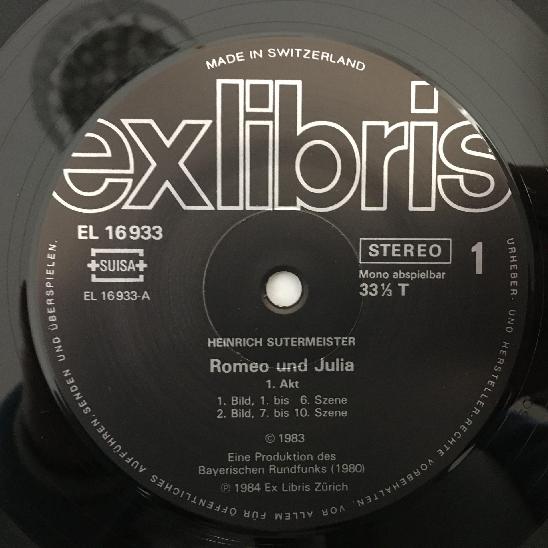 MADE IN SWITZERLAND
exlibris
EL 16933
SUISA
EL 16933-A
STEREO
1
Mono abspielbar
33⅓ T
HEINRICH SUTERMEISTER
Romeo und Julia
1. Akt
1. Bild, 1. bis 6. Szene
2. Bild, 7. bis 10. Szene
© 1983
Eine Produktion des
Bayerischen Rundfunks (1980)
℗ 1984 Ex Libris Zürich
URHEBER- UND HERSTELLER-RECHTE VORBEHALTEN, VOR ALLEM FÜR ÖFFENTLICHES AUFFÜHREN, SENDEN UND ÜBERSPIELEN.